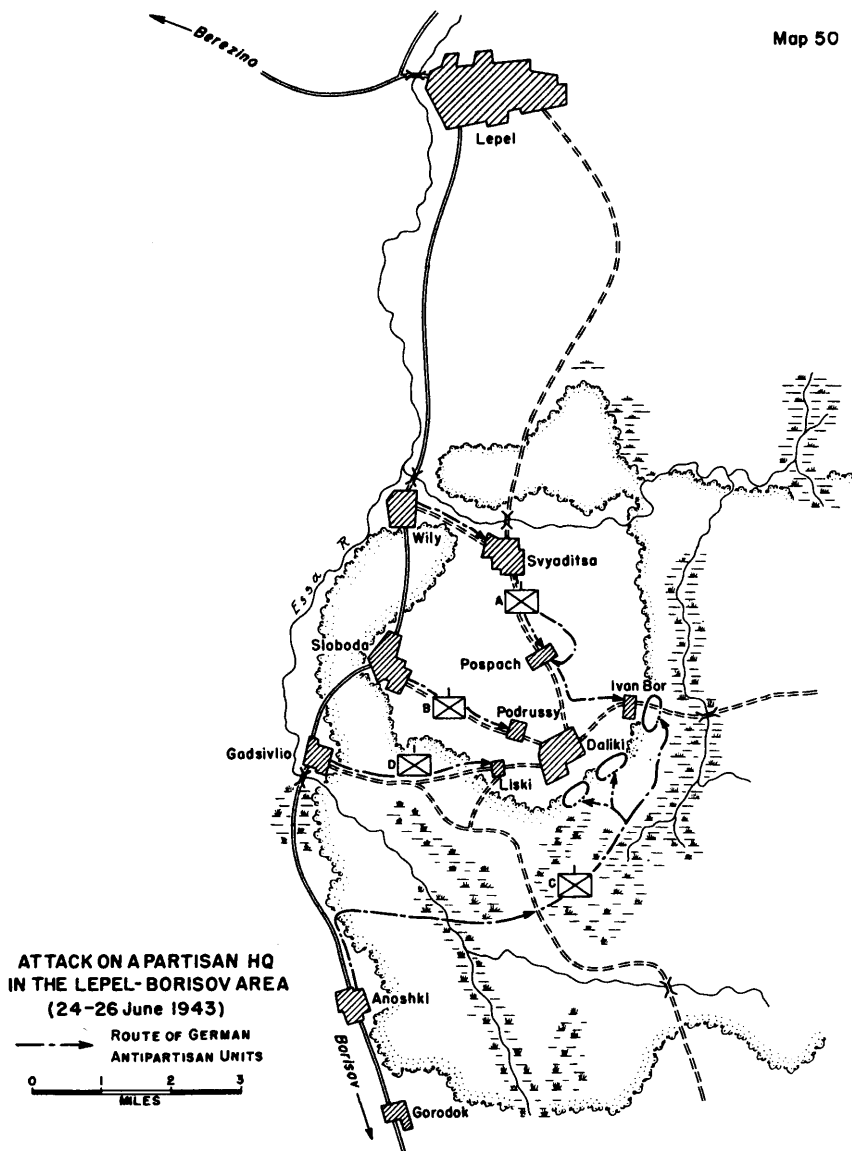 Map 50
Berezino
Lepel
Wily
Svyaditsa
Essa R
A
Sloboda
Pospach
Ivan Bor
B
Podrussy
Gadsivlio
D
Daliki
Liski
C
ATTACK ON A PARTISAN HQ
IN THE LEPEL-BORISOV AREA
(24-26 June 1943)
ROUTE OF GERMAN
ANTIPARTISAN UNITS
0 1 2 3
MILES
Anoshki
Borisov
Gorodok